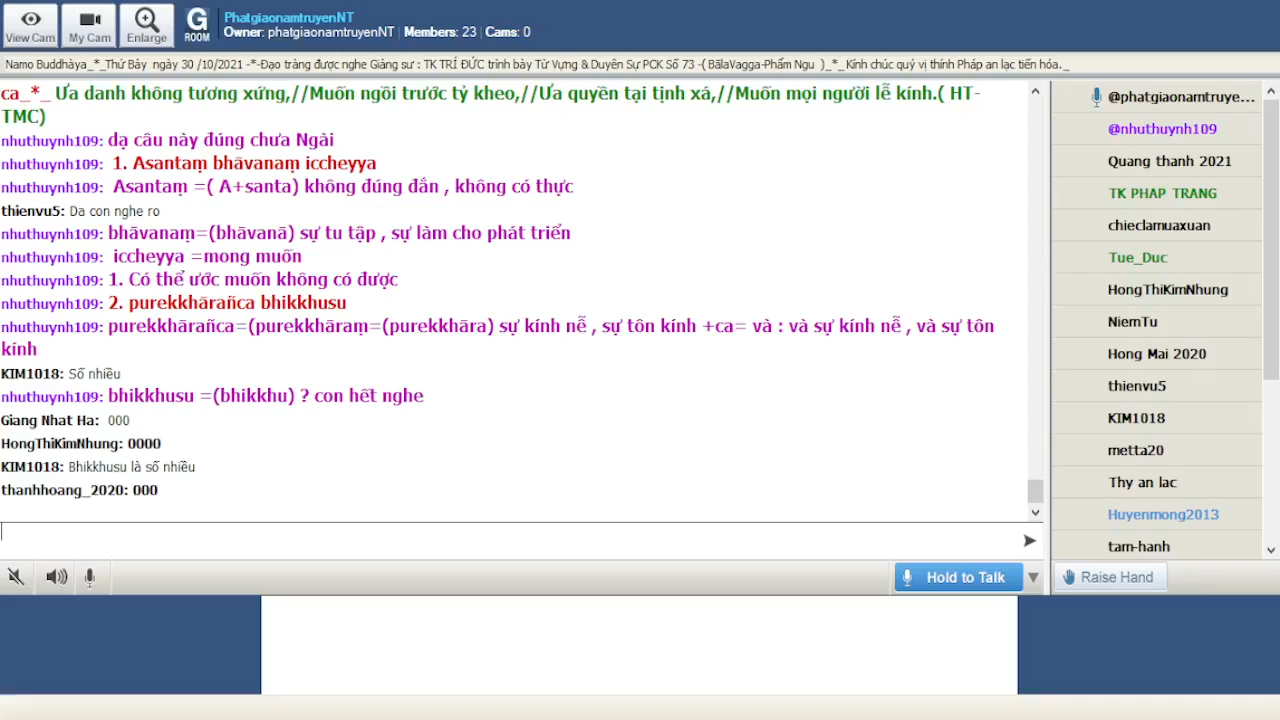 View Cam
My Cam
Enlarge
G
ROOM
PhatgiaonamtruyenNT
Owner: phatgiaonamtruyenNT | Members: 23 | Cams: 0
Namo Buddhàya_*_Thứ Bảy ngày 30 /10/2021 -*-Đạo tràng được nghe Giảng sư : TK TRÍ ĐỨC trình bày Từ Vựng & Duyên Sự PCK Số 73 -( BãlaVagga-Phẩm Ngu )_*_ Kính chúc quý vị thính Pháp an lạc tiến hóa._
ca_*_ Ưa danh không tương xứng,//Muốn ngồi trước tỷ kheo,//Ưa quyền tại tịnh xá,//Muốn mọi người lễ kính.( HT-
TMC)
nhuthuynh109: dạ câu này đúng chưa Ngài
nhuthuynh109: 1. Asantaṃ bhāvanaṃ iccheyya
nhuthuynh109: Asantaṃ =( A+santa) không đúng đắn , không có thực
thienvu5: Da con nghe ro
nhuthuynh109: bhāvanaṃ=(bhāvanā) sự tu tập , sự làm cho phát triển
nhuthuynh109: iccheyya =mong muốn
nhuthuynh109: 1. Có thể ước muốn không có được
nhuthuynh109: 2. purekkhārañca bhikkhusu
nhuthuynh109: purekkhārañca=(purekkhāraṃ=(purekkhāra) sự kính nễ , sự tôn kính +ca= và : và sự kính nễ , và sự tôn
kính
KIM1018: Số nhiều
nhuthuynh109: bhikkhusu =(bhikkhu) ? con hết nghe
Giang Nhat Ha: 000
HongThiKimNhung: 0000
KIM1018: Bhikkhusu là số nhiều
thanhhoang_2020: 000
Hold to Talk
@phatgiaonamtruye...
@nhuthuynh109
Quang thanh 2021
TK PHAP TRANG
chieclamuaxuan
Tue_Duc
HongThiKimNhung
NiemTu
Hong Mai 2020
thienvu5
KIM1018
metta20
Thy an lac
Huyenmong2013
tam-hanh
Raise Hand